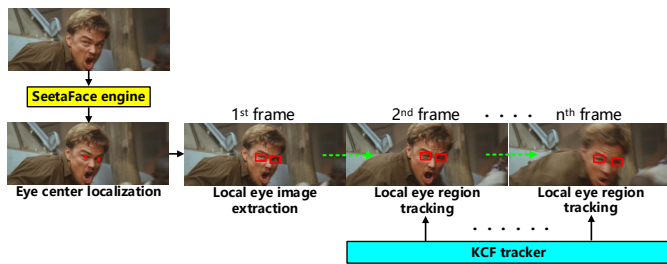 SeetaFace engine
1st frame
2nd frame
. . . .
nth frame
Eye center localization
Local eye image
extraction
Local eye region
tracking
Local eye region
tracking
. . . . . .
KCF tracker